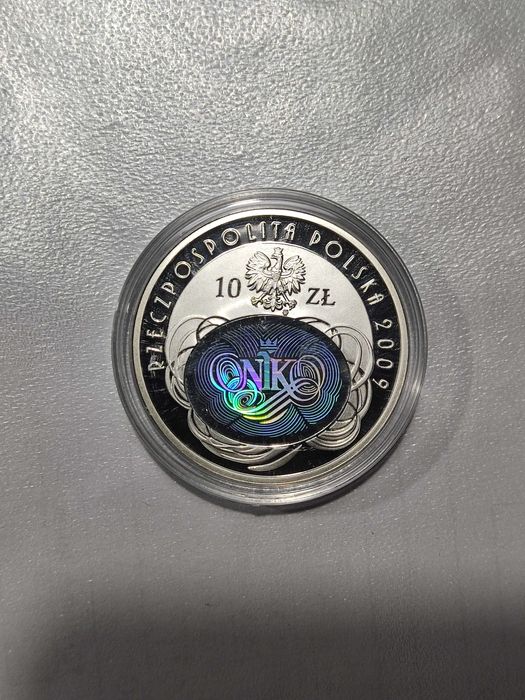 RZECZPOSPOLITA POLSKA 2009
10 ZŁ
NIK